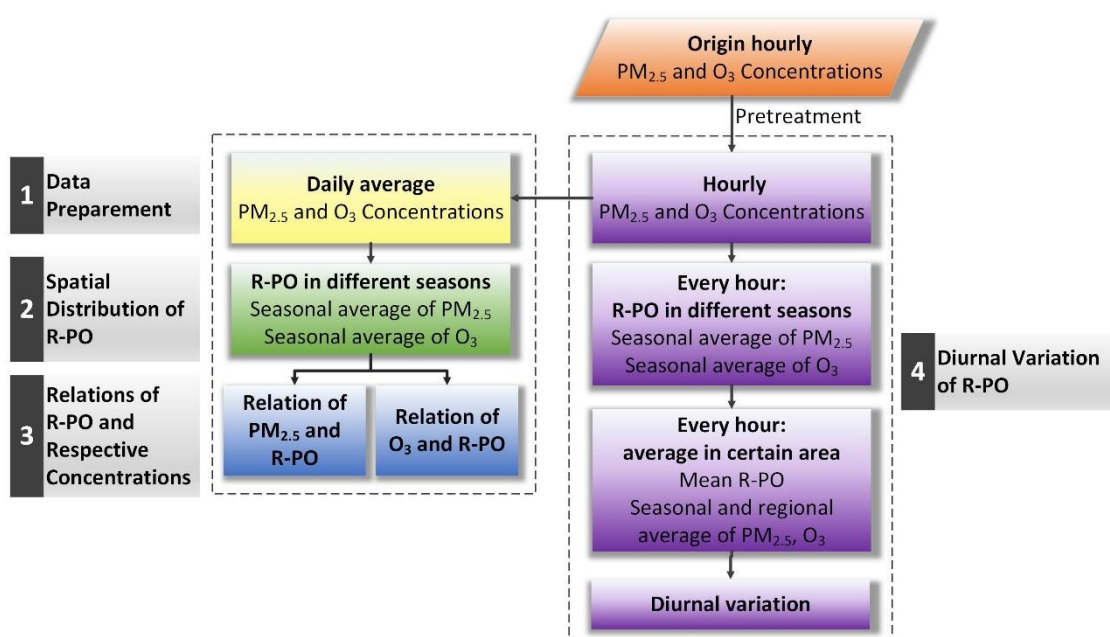 Origin hourly
PM₂.₅ and O₃ Concentrations
Pretreatment
1
Data
Preparement
Daily average
PM₂.₅ and O₃ Concentrations
Hourly
PM₂.₅ and O₃ Concentrations
2
Spatial
Distribution of
R-PO
R-PO in different seasons
Seasonal average of PM₂.₅
Seasonal average of O₃
Every hour:
R-PO in different seasons
Seasonal average of PM₂.₅
Seasonal average of O₃
3
Relations of
R-PO and
Respective
Concentrations
Relation of
PM₂.₅ and
R-PO
Relation of
O₃ and R-PO
Every hour:
average in certain area
Mean R-PO
Seasonal and regional
average of PM₂.₅, O₃
Diurnal variation
4
Diurnal Variation
of R-PO